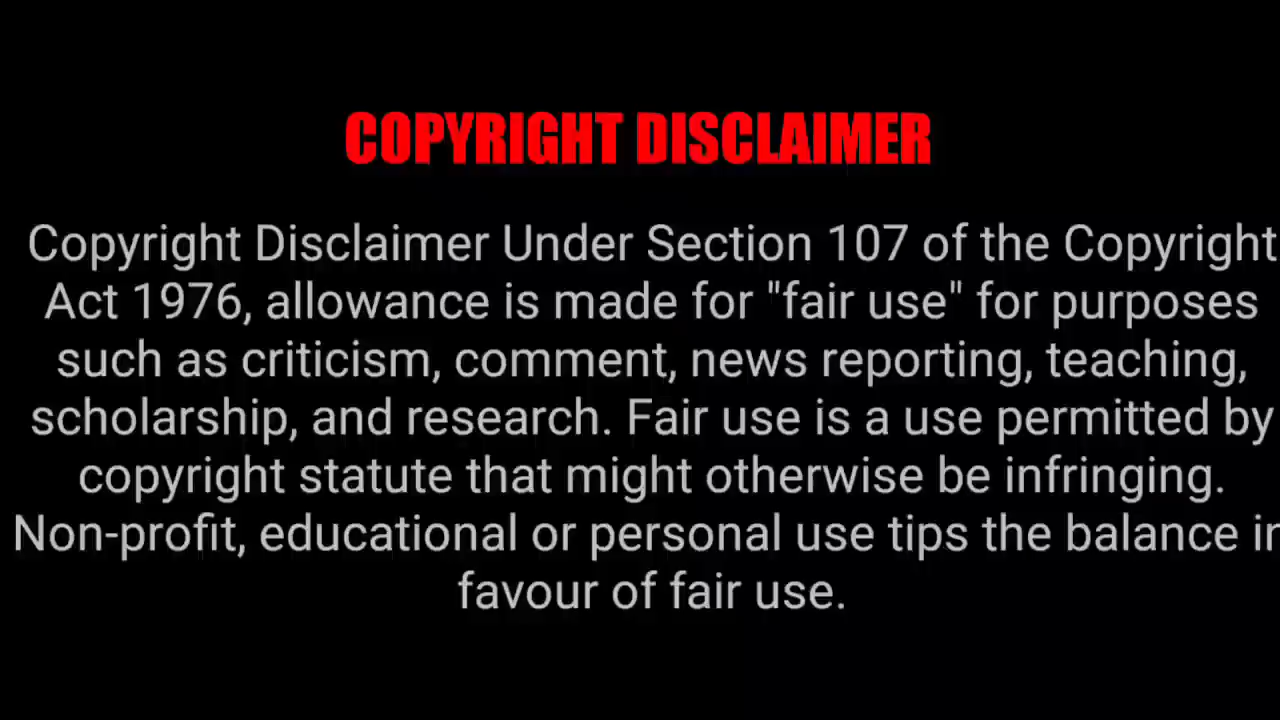 COPYRIGHT DISCLAIMER
Copyright Disclaimer Under Section 107 of the Copyright
Act 1976, allowance is made for "fair use" for purposes
such as criticism, comment, news reporting, teaching,
scholarship, and research. Fair use is a use permitted by
copyright statute that might otherwise be infringing.
Non-profit, educational or personal use tips the balance in
favour of fair use.